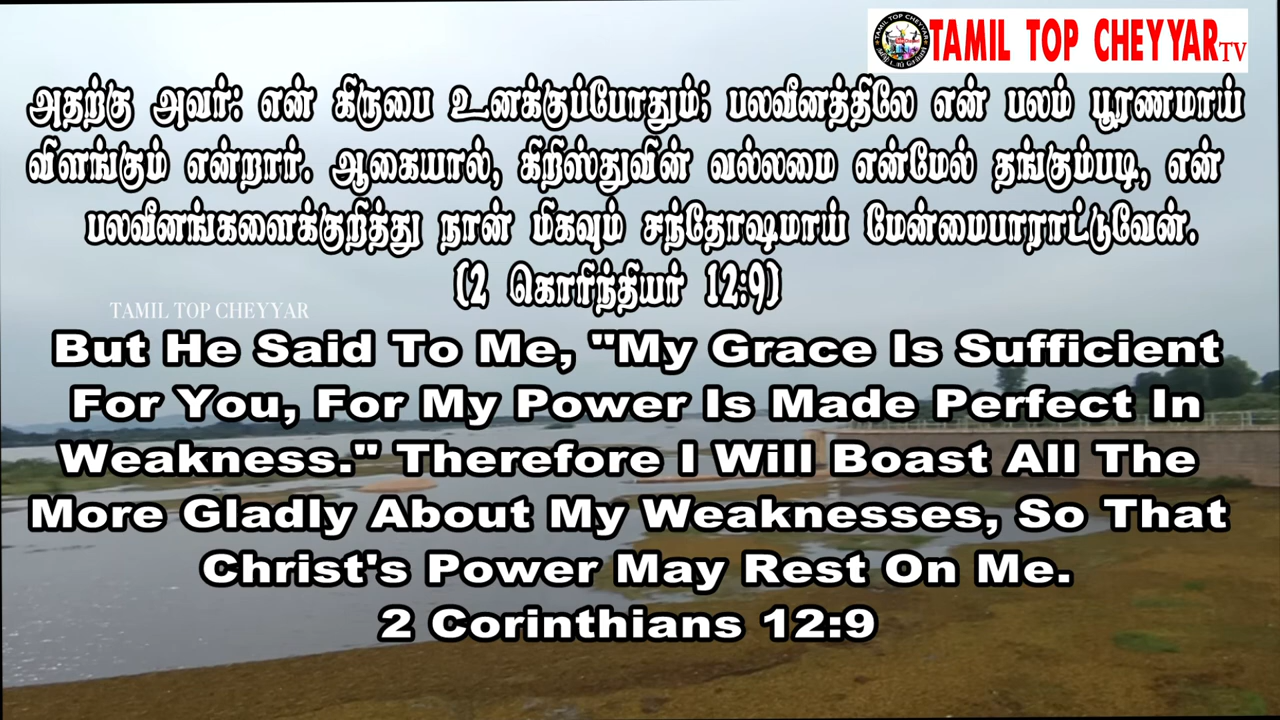 TAMIL TOP CHEYYAR TV
அதற்கு அவர்: என் கிருபை உனக்குப்போதும்; பலவீனத்திலே என் பலம் பூரணமாய்
விளங்கும் என்றார். ஆகையால், கிறிஸ்துவின் வல்லமை என்மேல் தங்கும்படி, என்
பலவீனங்களைக்குறித்து நான் மிகவும் சந்தோஷமாய் மேன்மைபாராட்டுவேன்.
(2 கொரிந்தியர் 12:9)
TAMIL TOP CHEYYAR
But He Said To Me, "My Grace Is Sufficient
For You, For My Power Is Made Perfect In
Weakness." Therefore I Will Boast All The
More Gladly About My Weaknesses, So That
Christ's Power May Rest On Me.
2 Corinthians 12:9